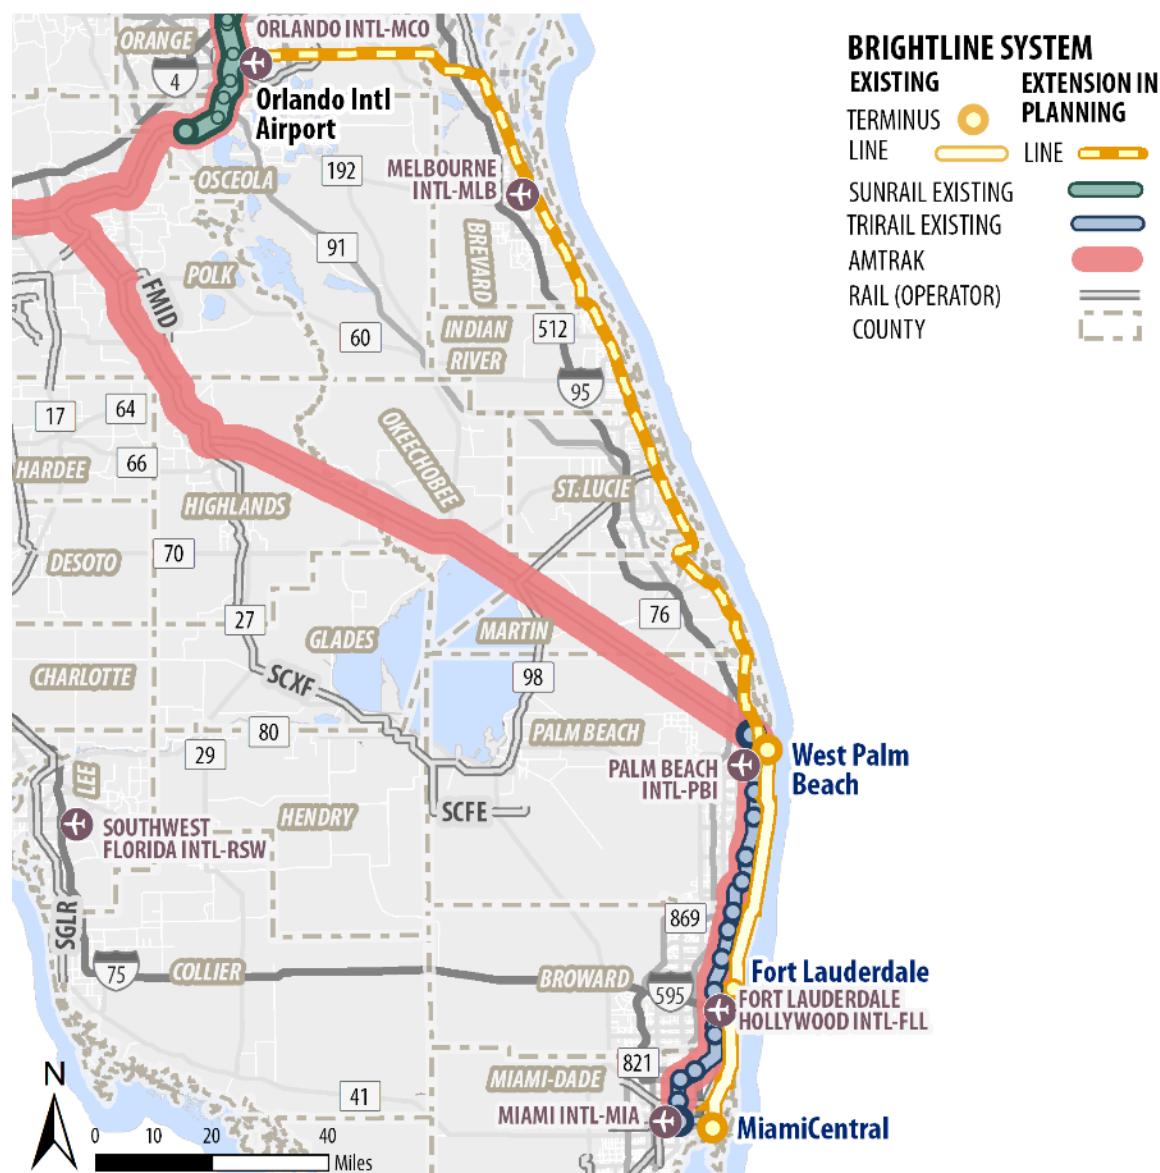 ORLANDO INTL-MCO
ORANGE
4
Orlando Intl
Airport
MELBOURNE
INTL-MLB
192
OSCEOLA
91
BREVARD
POLK
FMID
60
INDIAN
RIVER
512
95
17
64
66
HARDEE
OKEECHOBEE
HIGHLANDS
ST. LUCIE
DESOTO
70
27
76
GLADES
MARTIN
CHARLOTTE
SCXF
98
80
29
PALM BEACH
LEE
PALM BEACH
INTL-PBI
West Palm
Beach
SCFE
HENDRY
SOUTHWEST
FLORIDA INTL-RSW
SGLR
869
75
COLLIER
BROWARD
595
Fort Lauderdale
FORT LAUDERDALE
HOLLYWOOD INTL-FLL
821
MIAMI-DADE
41
MIAMI INTL-MIA
MiamiCentral
N
0 10 20 40
Miles
BRIGHTLINE SYSTEM
EXISTING
EXTENSION IN
PLANNING
TERMINUS
LINE
LINE
SUNRAIL EXISTING
TRIRAIL EXISTING
AMTRAK
RAIL (OPERATOR)
COUNTY